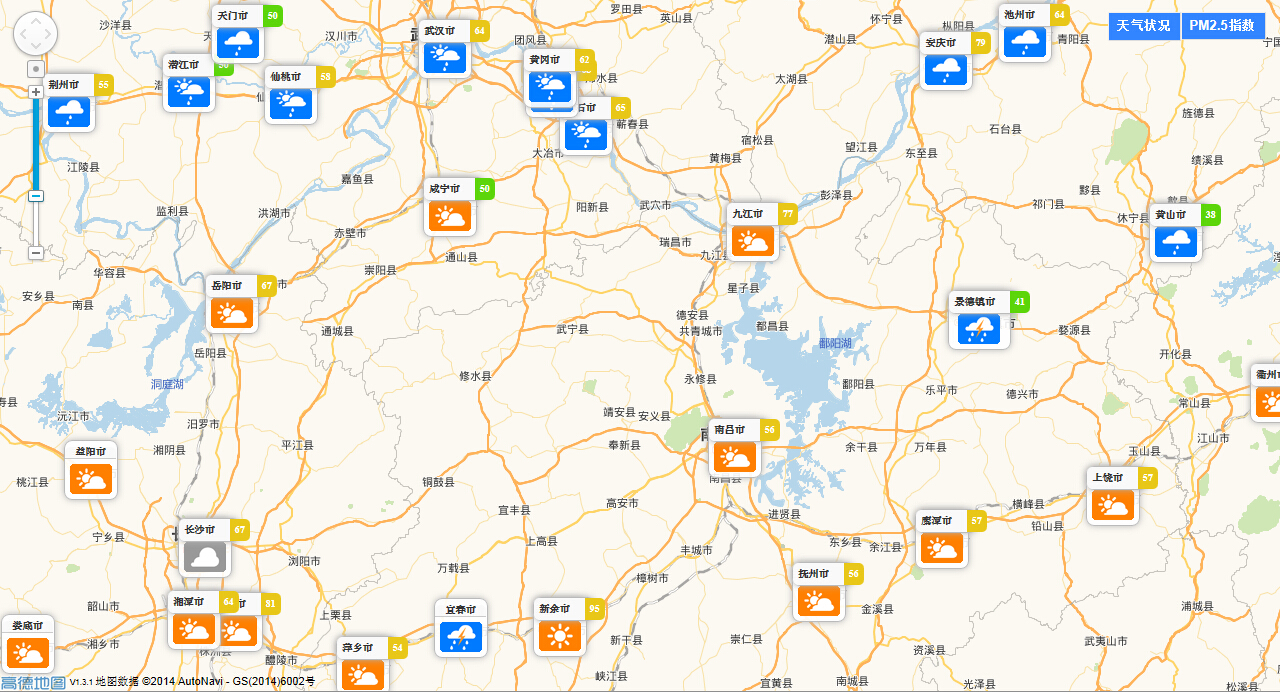 沙洋县
天门市 50
汉川市
武汉市 64
罗田县
英山县
怀宁县
枞阳县
池州市 64
天气状况 PM2.5指数
团风县
潜山县
安庆市 79
青阳县
潜江市
仙桃市 58
黄冈市 62
浠水县
太湖县
荆州市 55
石市 65
蕲春县
石台县
旌德县
大冶市
宿松县
望江县
东至县
黄梅县
绩溪县
江陵县
嘉鱼县
咸宁市 50
彭泽县
黟县
监利县
洪湖市
阳新县
武穴市
九江市 77
祁门县
休宁县
黄山市 38
赤壁市
瑞昌市
九江县
通山县
崇阳县
华容县
岳阳市 67
星子县
安乡县
南县
景德镇市 41
通城县
武宁县
德安县
共青城市
都昌县
婺源县
鄱阳湖
岳阳县
开化县
洞庭湖
修水县
永修县
鄱阳县
乐平市
德兴市
衢州市
常山县
沅江市
汨罗市
靖安县
安义县
南昌市 56
江山市
湘阴县
平江县
奉新县
余干县
万年县
玉山县
益阳市
桃江县
铜鼓县
南昌县
上饶市 57
宜丰县
高安市
进贤县
横峰县
铅山县
鹰潭市 57
长沙市 67
宁乡县
浏阳市
上高县
丰城市
东乡县
余江县
万载县
樟树市
抚州市 56
韶山市
湘潭市 64
市 81
上栗县
宜春市
新余市 95
金溪县
浦城县
娄底市
湘乡市
株洲县
醴陵市
萍乡市 54
新干县
崇仁县
资溪县
武夷山市
峡江县
宜黄县
南城县
光泽县
松溪县
高德地图 V1.3.1 地图数据 ©2014 AutoNavi - GS(2014)6002号